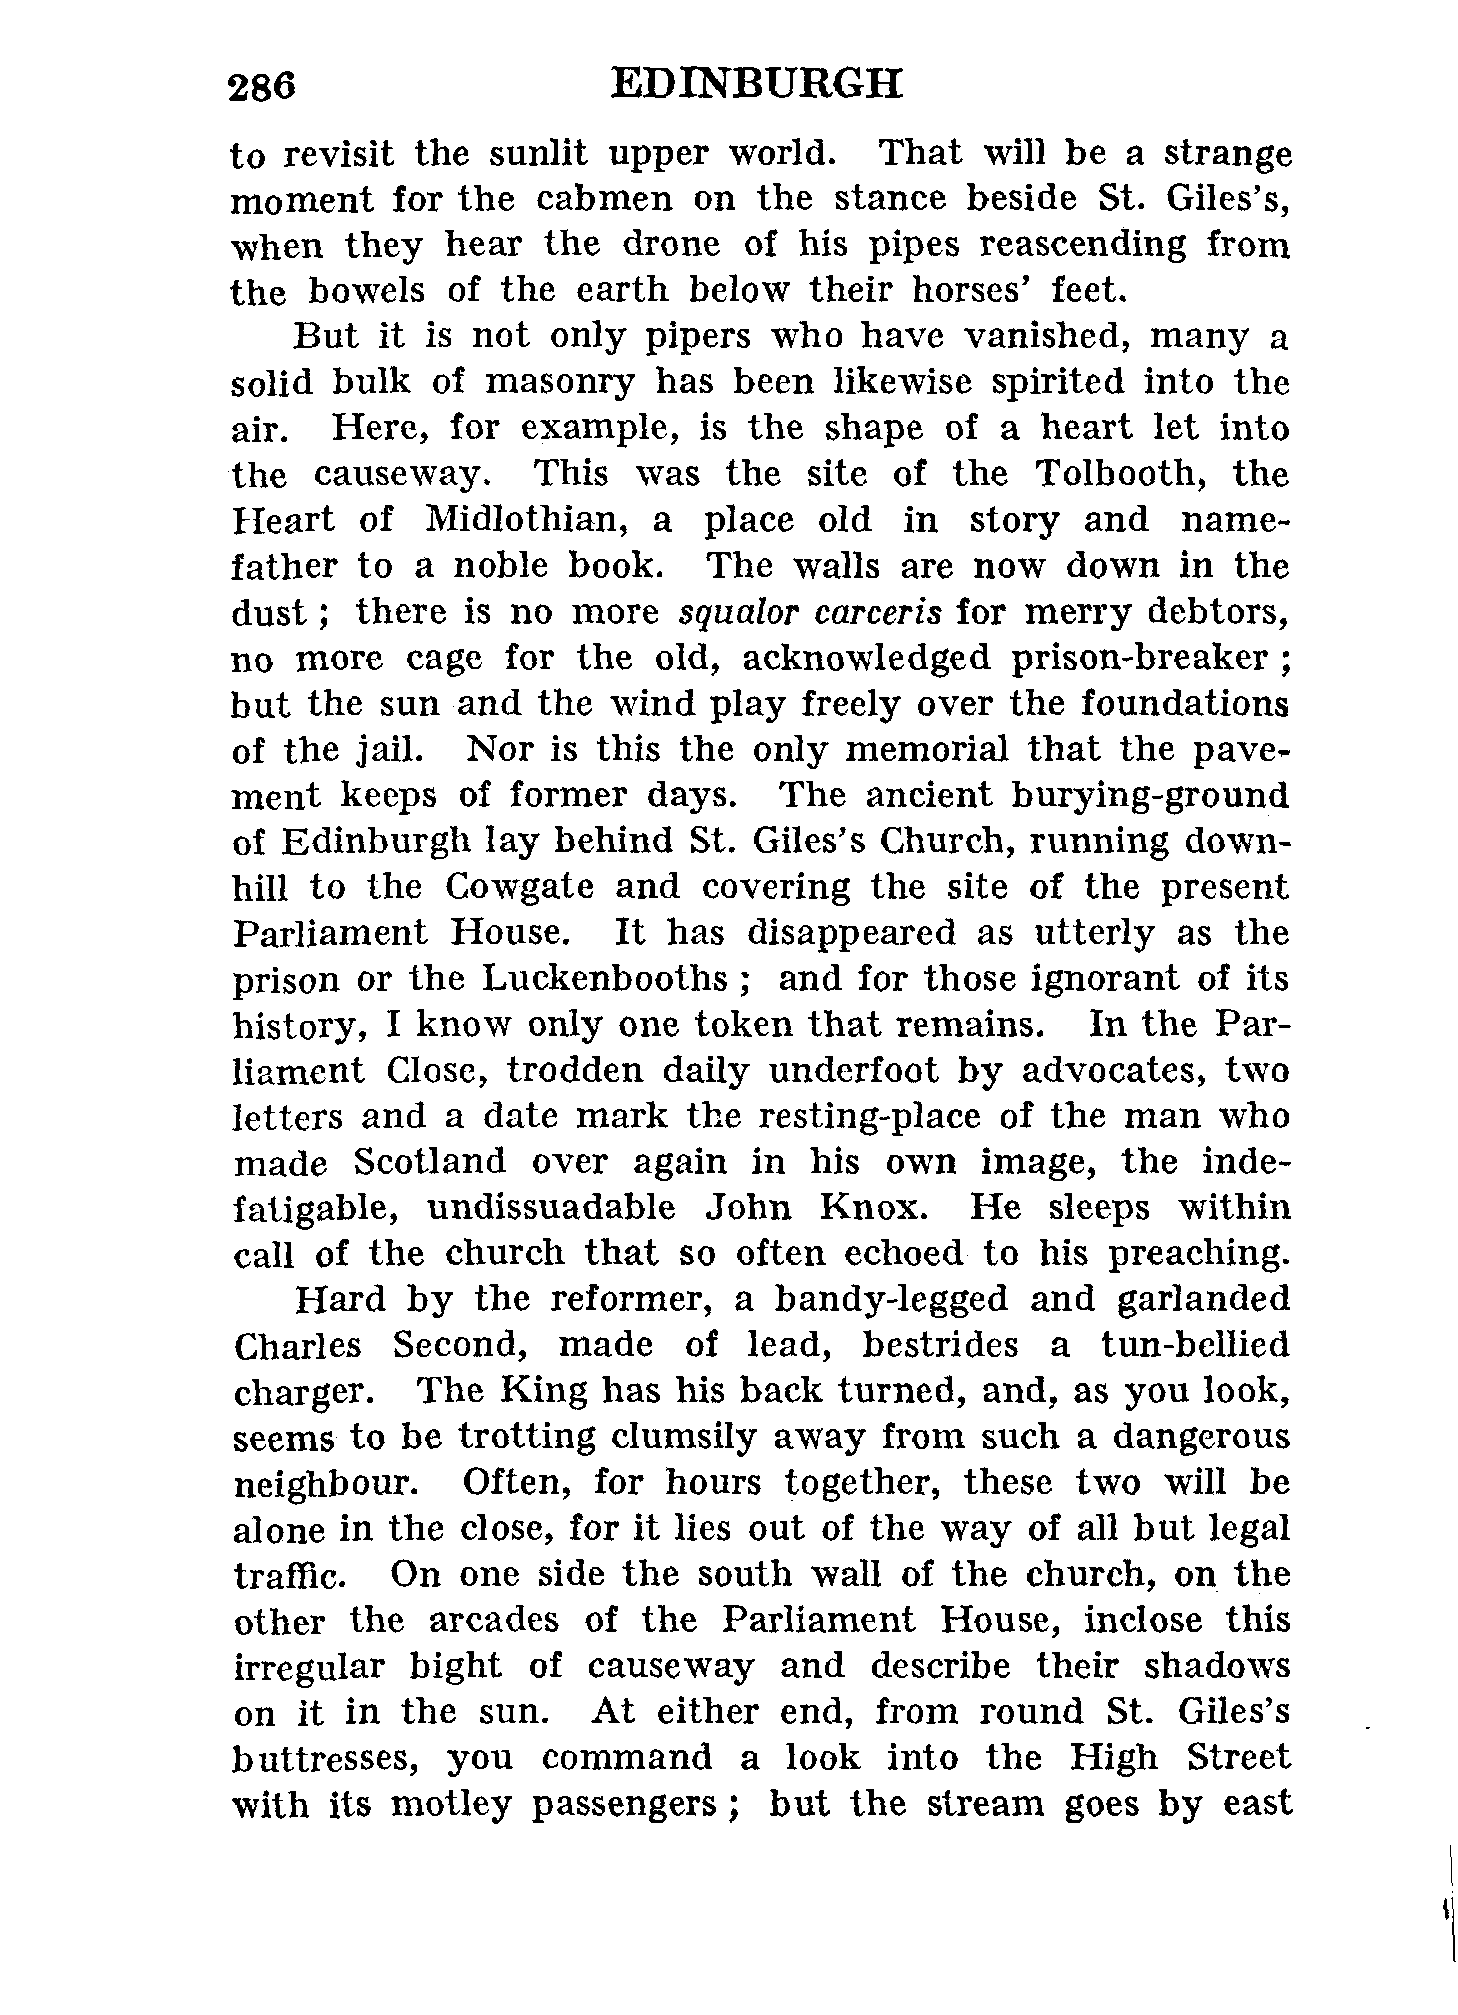 286 EDINBURGH
to revisit the sunlit upper world. That will be a strange
moment for the cabmen on the stance beside St. Giles's,
when they hear the drone of his pipes reascending from
the bowels of the earth below their horses' feet.
But it is not only pipers who have vanished, many a
solid bulk of masonry has been likewise spirited into the
air. Here, for example, is the shape of a heart let into
the causeway. This was the site of the Tolbooth, the
Heart of Midlothian, a place old in story and name-
father to a noble book. The walls are now down in the
dust ; there is no more squalor carceris for merry debtors,
no more cage for the old, acknowledged prison-breaker ;
but the sun and the wind play freely over the foundations
of the jail. Nor is this the only memorial that the pave-
ment keeps of former days. The ancient burying-ground
of Edinburgh lay behind St. Giles's Church, running down-
hill to the Cowgate and covering the site of the present
Parliament House. It has disappeared as utterly as the
prison or the Luckenbooths ; and for those ignorant of its
history, I know only one token that remains. In the Par-
liament Close, trodden daily underfoot by advocates, two
letters and a date mark the resting-place of the man who
made Scotland over again in his own image, the inde-
fatigable, undissuadable John Knox. He sleeps within
call of the church that so often echoed to his preaching.
Hard by the reformer, a bandy-legged and garlanded
Charles Second, made of lead, bestrides a tun-bellied
charger. The King has his back turned, and, as you look,
seems to be trotting clumsily away from such a dangerous
neighbour. Often, for hours together, these two will be
alone in the close, for it lies out of the way of all but legal
traffic. On one side the south wall of the church, on the
other the arcades of the Parliament House, inclose this
irregular bight of causeway and describe their shadows
on it in the sun. At either end, from round St. Giles's
buttresses, you command a look into the High Street
with its motley passengers ; but the stream goes by east